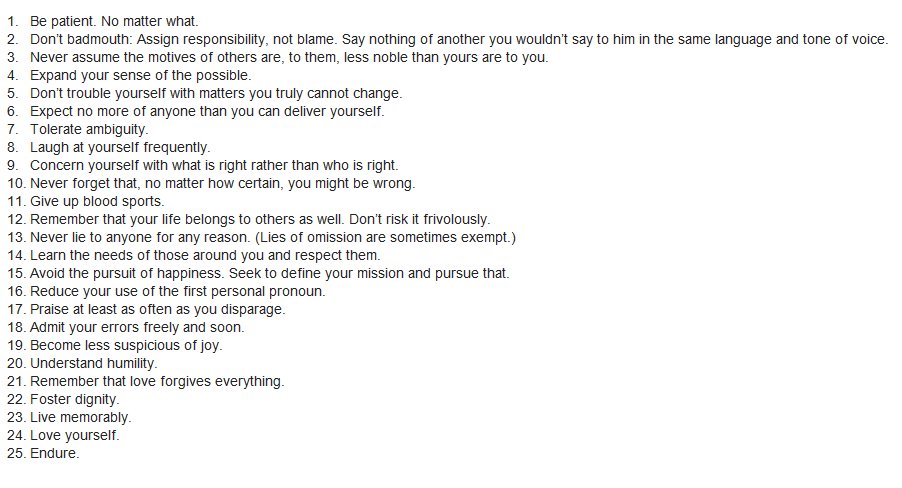 1. Be patient. No matter what.
2. Don't badmouth: Assign responsibility, not blame. Say nothing of another you wouldn't say to him in the same language and tone of voice.
3. Never assume the motives of others are, to them, less noble than yours are to you.
4. Expand your sense of the possible.
5. Don't trouble yourself with matters you truly cannot change.
6. Expect no more of anyone than you can deliver yourself.
7. Tolerate ambiguity.
8. Laugh at yourself frequently.
9. Concern yourself with what is right rather than who is right.
10. Never forget that, no matter how certain, you might be wrong.
11. Give up blood sports.
12. Remember that your life belongs to others as well. Don't risk it frivolously.
13. Never lie to anyone for any reason. (Lies of omission are sometimes exempt.)
14. Learn the needs of those around you and respect them.
15. Avoid the pursuit of happiness. Seek to define your mission and pursue that.
16. Reduce your use of the first personal pronoun.
17. Praise at least as often as you disparage.
18. Admit your errors freely and soon.
19. Become less suspicious of joy.
20. Understand humility.
21. Remember that love forgives everything.
22. Foster dignity.
23. Live memorably.
24. Love yourself.
25. Endure.